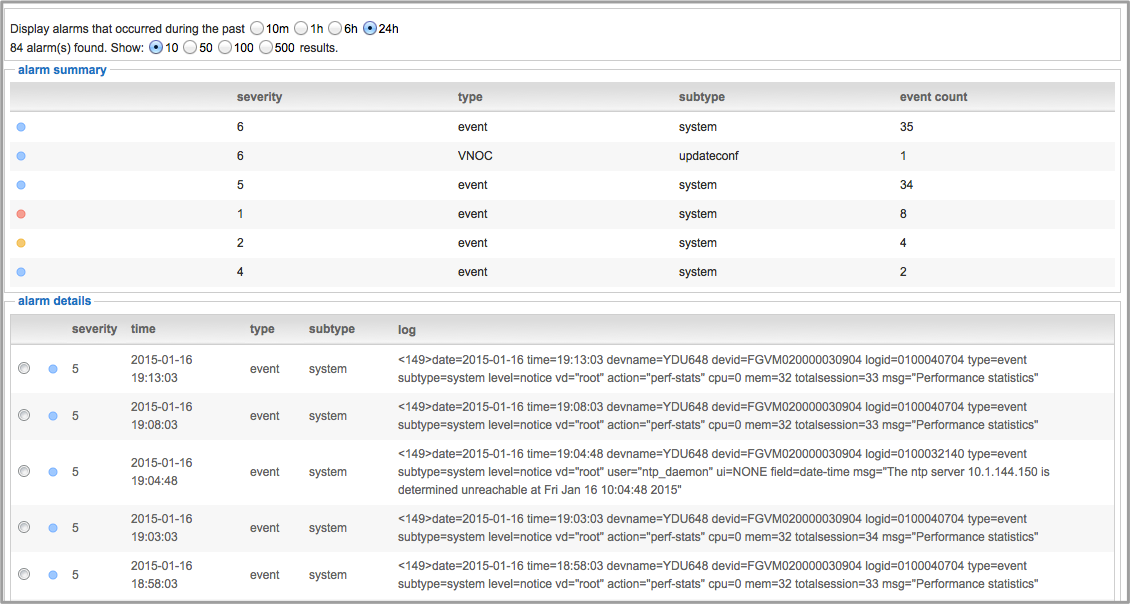 Display alarms that occurred during the past 10m 1h 6h 24h
84 alarm(s) found. Show: 10 50 100 500 results.
alarm summary
severity type subtype event count
6 event system 35
6 VNOC updateconf 1
5 event system 34
1 event system 8
2 event system 4
4 event system 2
alarm details
severity time type subtype log
5 2015-01-16 19:13:03 event system <149>date=2015-01-16 time=19:13:03 devname=YDU648 devid=FGVM020000030904 logid=0100040704 type=event
subtype=system level=notice vd="root" action="perf-stats" cpu=0 mem=32 totalsession=33 msg="Performance statistics"
5 2015-01-16 19:08:03 event system <149>date=2015-01-16 time=19:08:03 devname=YDU648 devid=FGVM020000030904 logid=0100040704 type=event
subtype=system level=notice vd="root" action="perf-stats" cpu=0 mem=32 totalsession=33 msg="Performance statistics"
5 2015-01-16 19:04:48 event system <149>date=2015-01-16 time=19:04:48 devname=YDU648 devid=FGVM020000030904 logid=0100032140 type=event
subtype=system level=notice vd="root" user="ntp_daemon" ui=NONE field=date-time msg="The ntp server 10.1.144.150 is
determined unreachable at Fri Jan 16 10:04:48 2015"
5 2015-01-16 19:03:03 event system <149>date=2015-01-16 time=19:03:03 devname=YDU648 devid=FGVM020000030904 logid=0100040704 type=event
subtype=system level=notice vd="root" action="perf-stats" cpu=0 mem=32 totalsession=34 msg="Performance statistics"
5 2015-01-16 18:58:03 event system <149>date=2015-01-16 time=18:58:03 devname=YDU648 devid=FGVM020000030904 logid=0100040704 type=event
subtype=system level=notice vd="root" action="perf-stats" cpu=0 mem=32 totalsession=33 msg="Performance statistics"